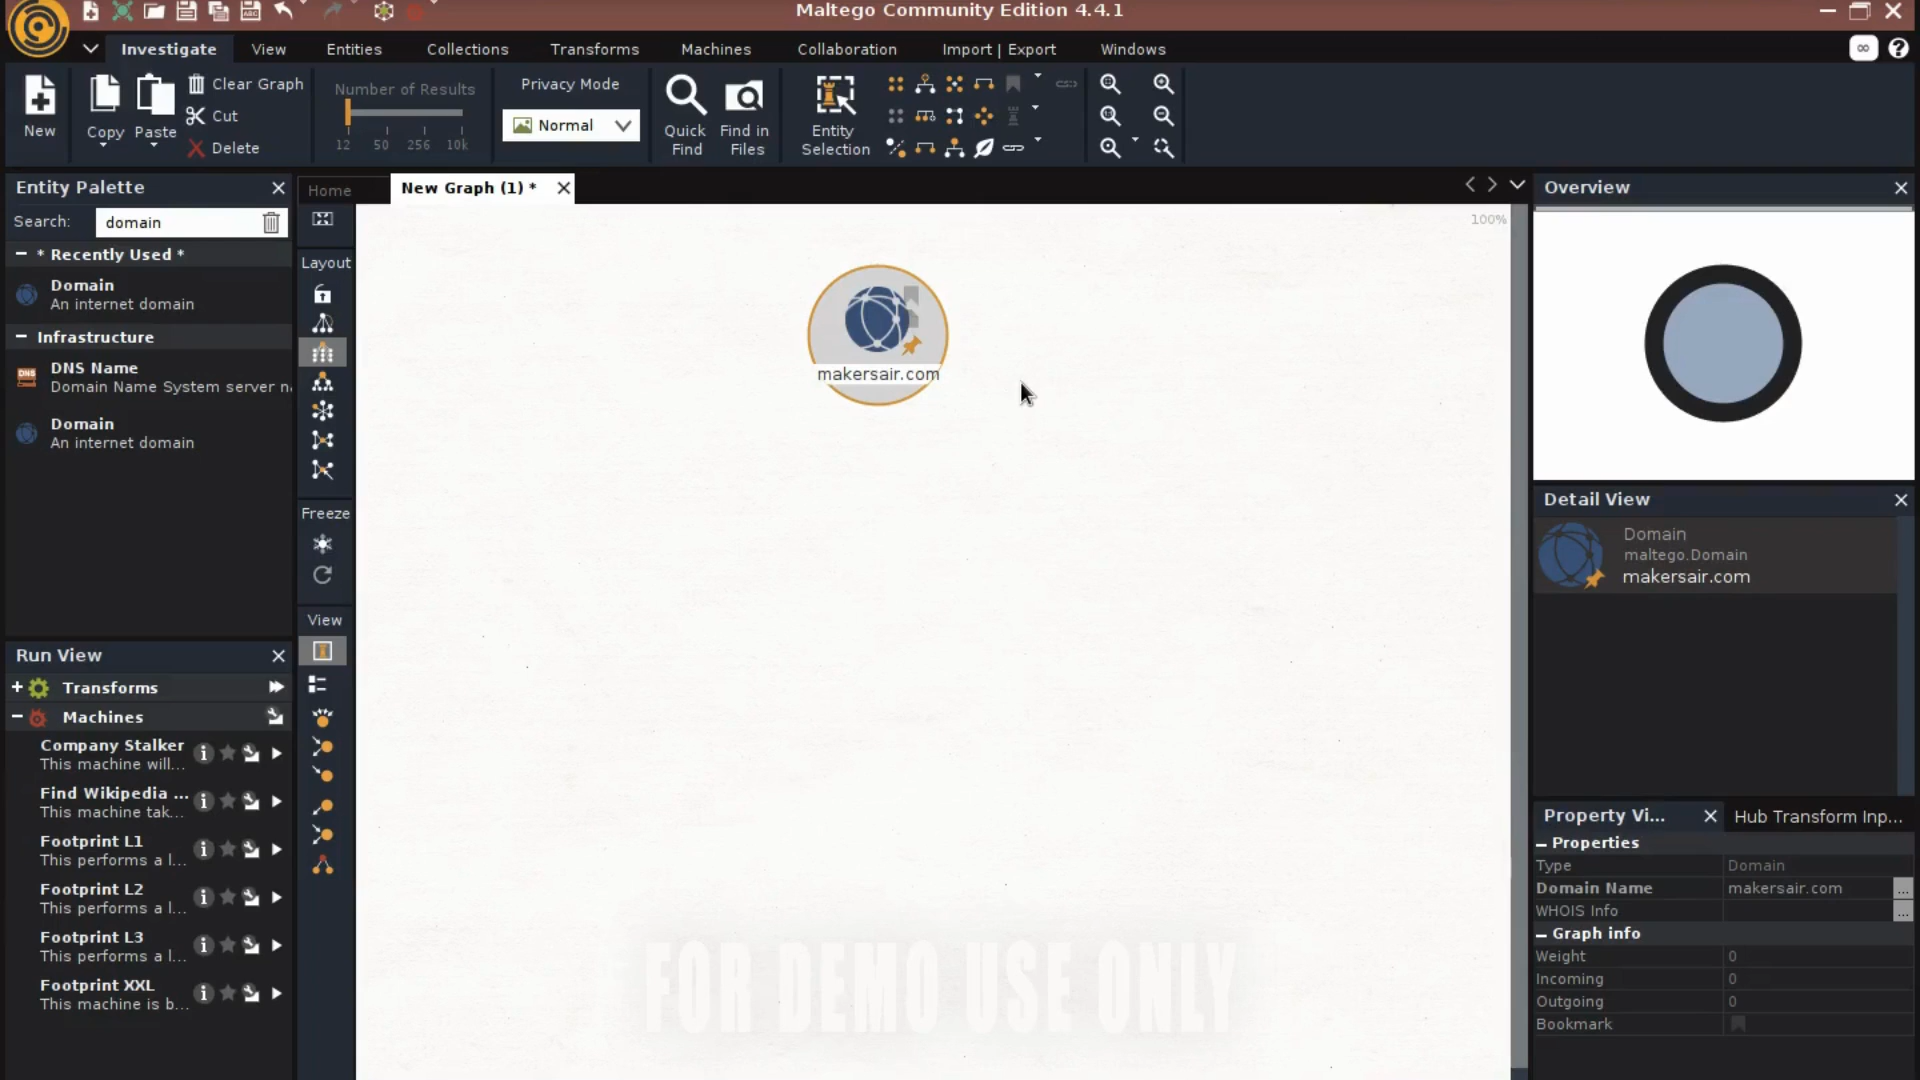 Maltego Community Edition 4.4.1
Investigate View Entities Collections Transforms Machines Collaboration Import | Export Windows
New
Copy
Paste
Clear Graph
Cut
Delete
Number of Results
12 50 256 10k
Privacy Mode
Normal
Quick
Find
Find in
Files
Entity
Selection
Entity Palette
Search: domain
* Recently Used *
Domain
An internet domain
Infrastructure
DNS Name
Domain Name System server n
Domain
An internet domain
Run View
Transforms
Machines
Company Stalker
This machine will...
Find Wikipedia ...
This machine tak...
Footprint L1
This performs a l...
Footprint L2
This performs a l...
Footprint L3
This performs a l...
Footprint XXL
This machine is b...
Home
New Graph (1) *
Layout
Freeze
View
100%
makersair.com
FOR DEMO USE ONLY
Overview
Detail View
Domain
maltego.Domain
makersair.com
Property Vi...
Hub Transform Inp...
Properties
Type Domain
Domain Name makersair.com ...
WHOIS Info ...
Graph info
Weight 0
Incoming 0
Outgoing 0
Bookmark